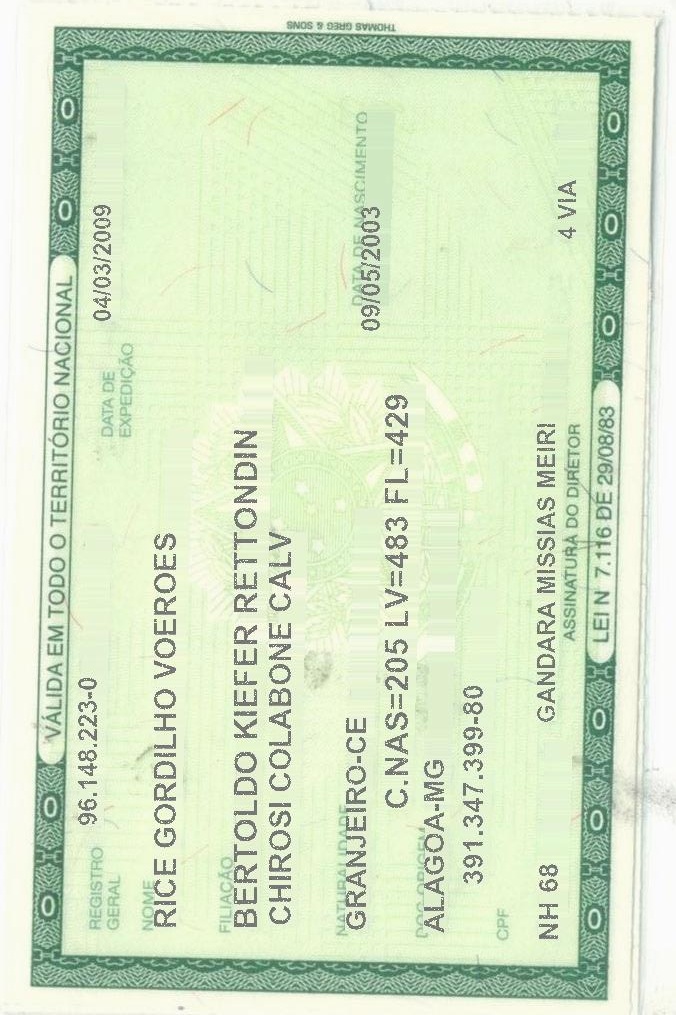 THOMAS GREG & SONS
VÁLIDA EM TODO O TERRITÓRIO NACIONAL
REGISTRO GERAL 96.148.223-0 DATA DE EXPEDIÇÃO 04/03/2009
NOME
RICE GORDILHO VOEROES
FILIAÇÃO
BERTOLDO KIEFER RETTONDIN
CHIROSI COLABONE CALV
NATURALIDADE DATA DE NASCIMENTO
GRANJEIRO-CE 09/05/2003
C.NAS=205 LV=483 FL=429
DOC ORIGEM
ALAGOA-MG
391.347.399-80
CPF
NH 68 GANDARA MISSIAS MEIRI 4 VIA
ASSINATURA DO DIRETOR
LEI N 7.116 DE 29/08/83